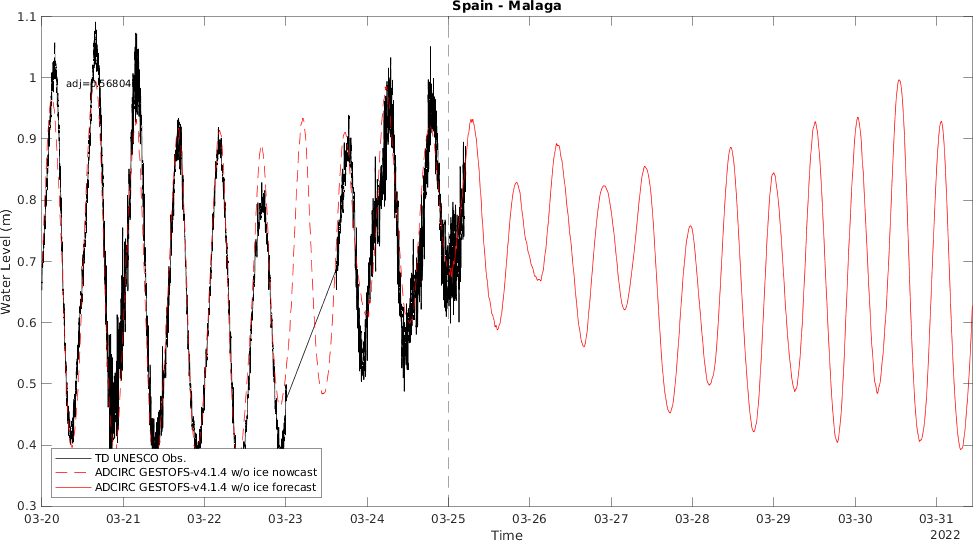 Spain - Malaga
1.1
1
adj=0.56804
0.9
0.8
0.7
0.6
0.5
0.4
0.3
Water Level (m)
TD UNESCO Obs.
ADCIRC GESTOFS-v4.1.4 w/o ice nowcast
ADCIRC GESTOFS-v4.1.4 w/o ice forecast
03-20 03-21 03-22 03-23 03-24 03-25 03-26 03-27 03-28 03-29 03-30 03-31
Time
2022